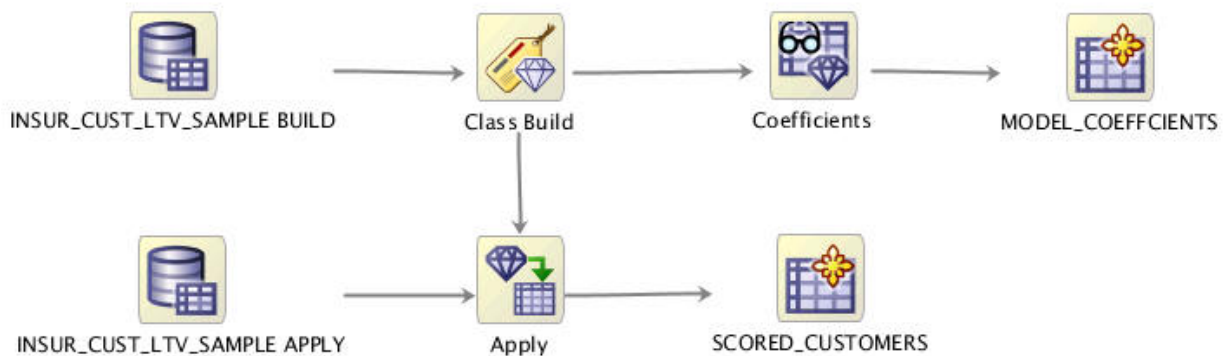 INSUR_CUST_LTV_SAMPLE BUILD
Class Build
Coefficients
MODEL_COEFFCIENTS
INSUR_CUST_LTV_SAMPLE APPLY
Apply
SCORED_CUSTOMERS